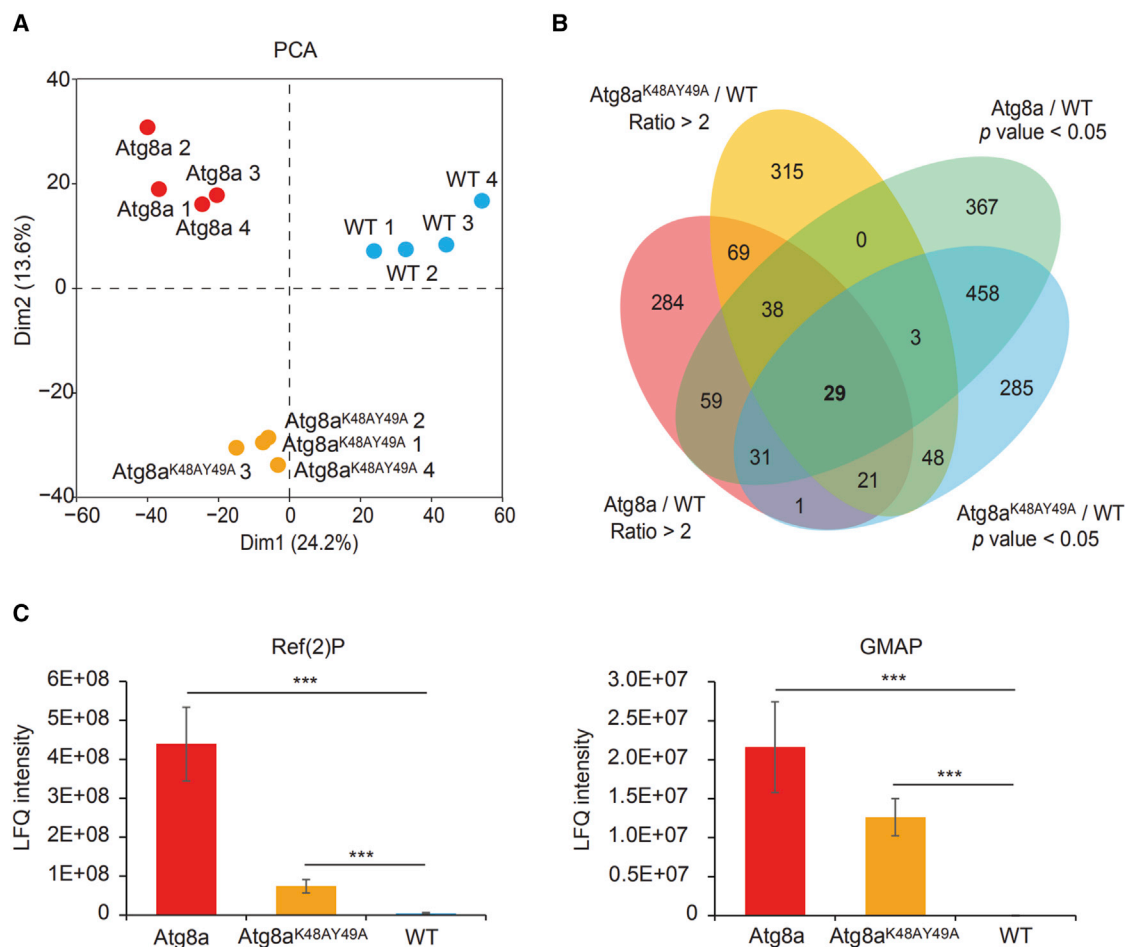 A
PCA
40
20
0
−20
−40
−60
−40
−20
0
20
40
60
Dim2 (13.6%)
Dim1 (24.2%)
Atg8a 2
Atg8a 3
Atg8a 1
Atg8a 4
WT 4
WT 1
WT 3
WT 2
Atg8aK48AY49A 2
Atg8aK48AY49A 1
Atg8aK48AY49A 3
Atg8aK48AY49A 4
B
Atg8aK48AY49A / WT
Ratio > 2
Atg8a / WT
p value < 0.05
315
367
69
0
284
38
458
3
59
29
285
31
48
21
1
Atg8a / WT
Ratio > 2
Atg8aK48AY49A / WT
p value < 0.05
C
Ref(2)P
6E+08
5E+08
4E+08
3E+08
2E+08
1E+08
0
LFQ intensity
***
***
Atg8a
Atg8aK48AY49A
WT
GMAP
3.0E+07
2.5E+07
2.0E+07
1.5E+07
1.0E+07
0.5E+07
0
LFQ intensity
***
***
Atg8a
Atg8aK48AY49A
WT